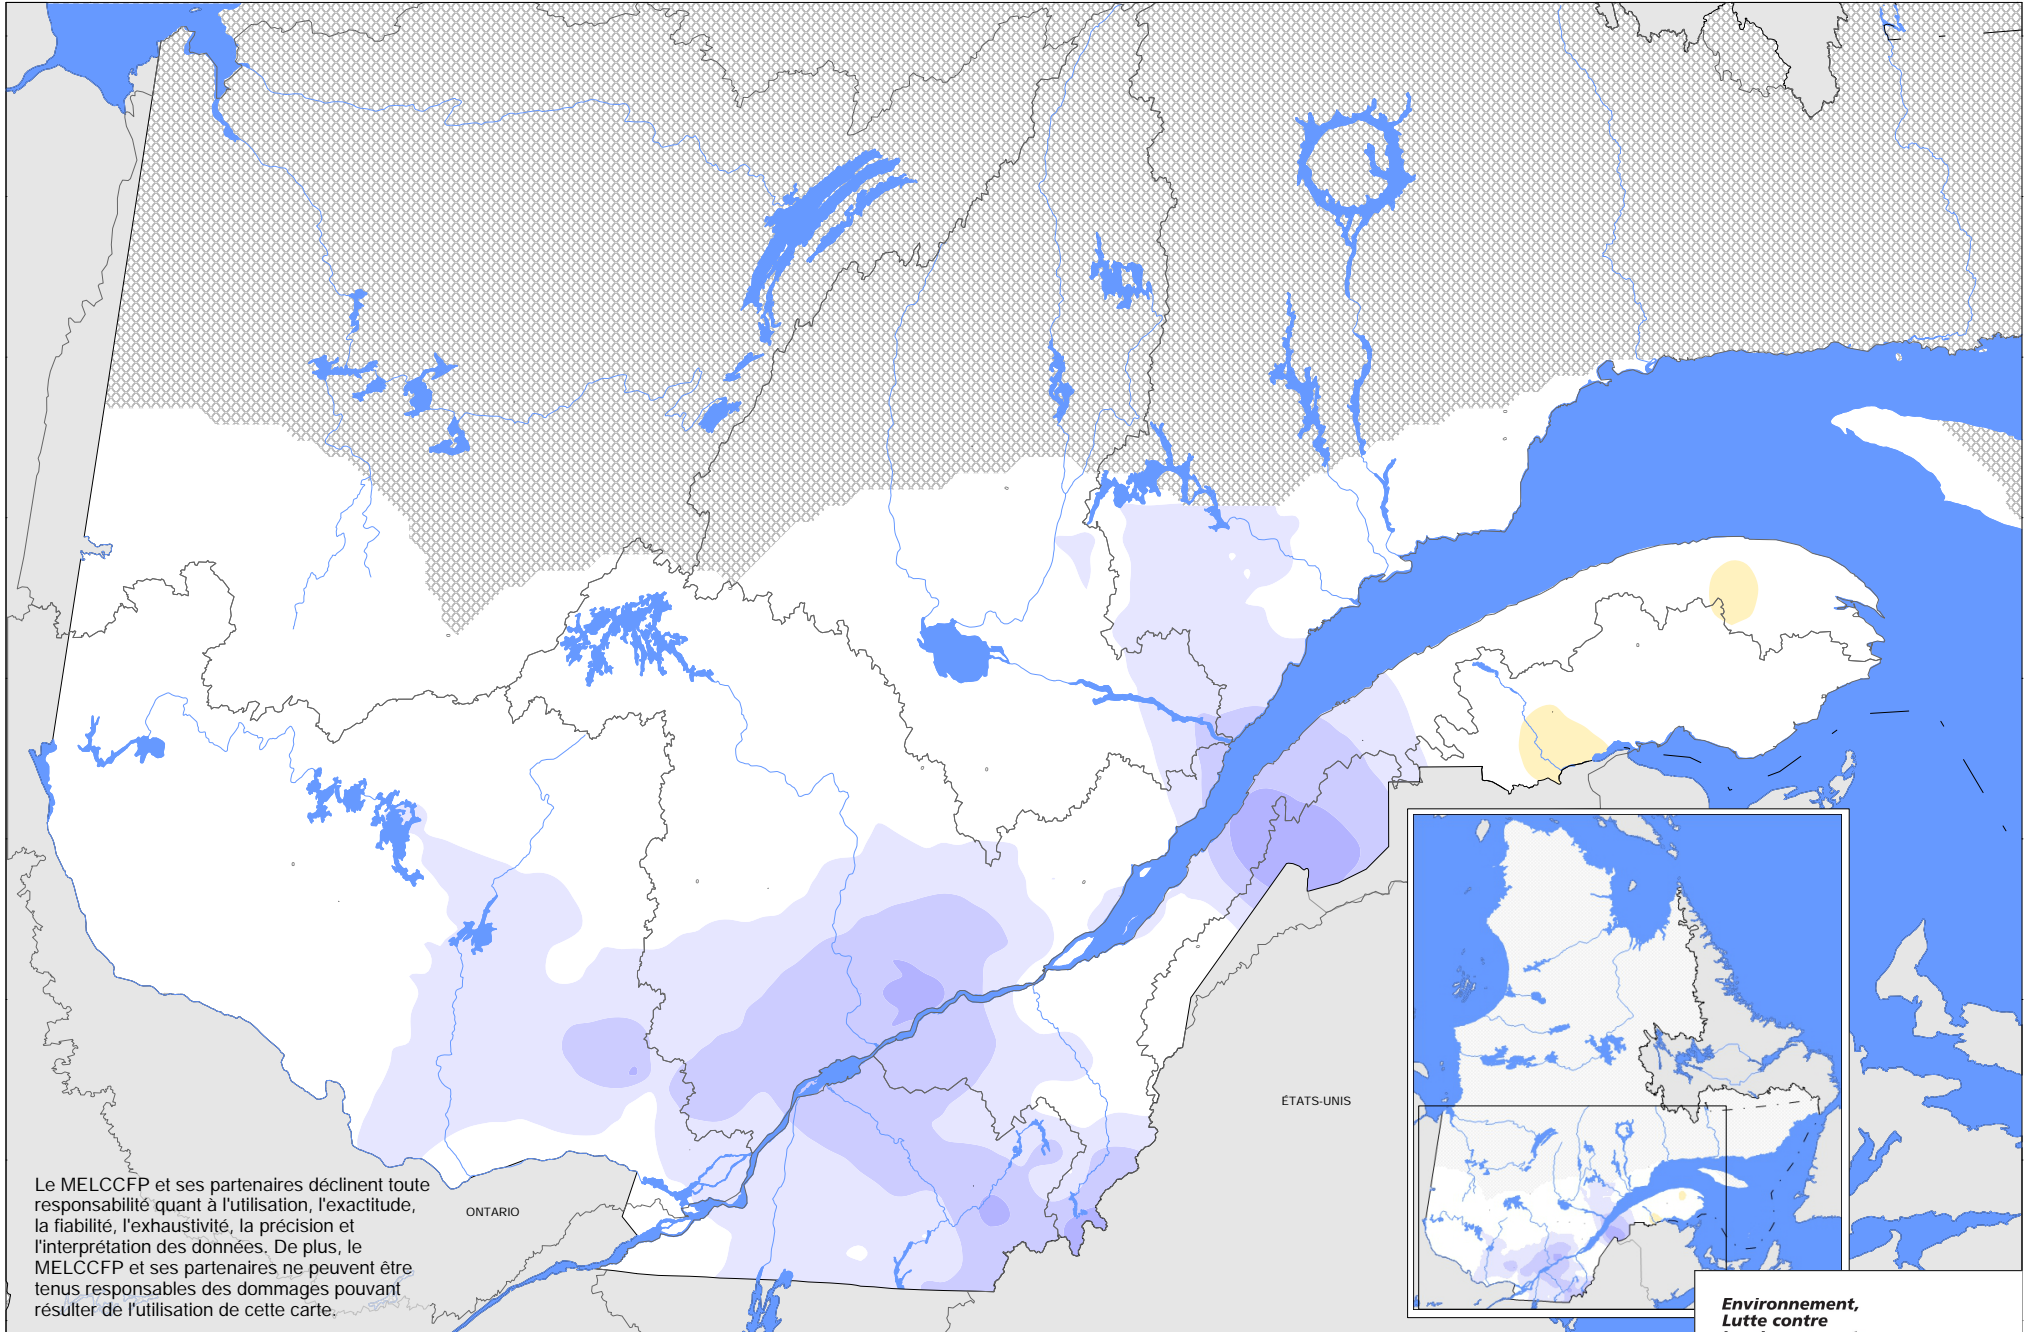 ÉTATS-UNIS
Le MELCCFP et ses partenaires déclinent toute
responsabilité quant à l'utilisation, l'exactitude,
la fiabilité, l'exhaustivité, la précision et
l'interprétation des données. De plus, le
MELCCFP et ses partenaires ne peuvent être
tenus responsables des dommages pouvant
résulter de l'utilisation de cette carte.
ONTARIO
Environnement,
Lutte contre